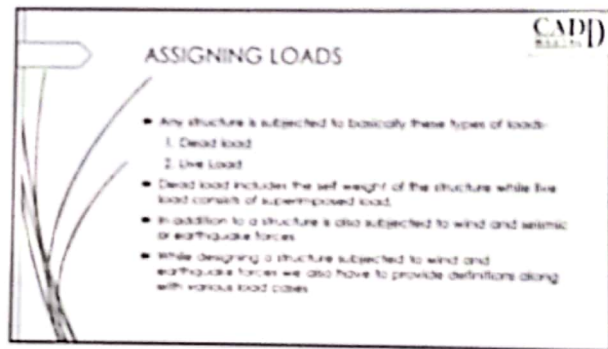 CADD
ASSIGNING LOADS
Any structure is subjected to basically these types of loads-
1. Dead load
2. Live Load
Dead load includes the self weight of the structure while live
load consists of superimposed load.
In addition to a structure is also subjected to wind and seismic
or earthquake forces
While designing a structure subjected to wind and
earthquake forces we also have to provide definitions along
with various load cases